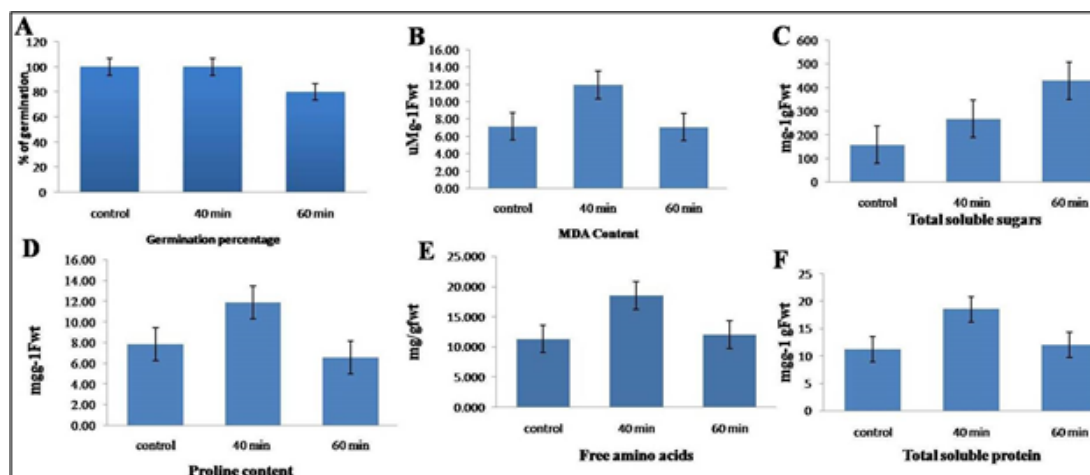 A
120
100
80
60
40
20
0
% of germination
control 40 min 60 min
Germination percentage
B
16.00
14.00
12.00
10.00
8.00
6.00
4.00
2.00
0.00
uMg-1Fwt
control 40 min 60 min
MDA Content
C
600
500
400
300
200
100
0
mg-1gFwt
control 40 min 60 min
Total soluble sugars
D
16.00
14.00
12.00
10.00
8.00
6.00
4.00
2.00
0.00
mgg-1Fwt
control 40 min 60 min
Proline content
E
25.000
20.000
15.000
10.000
5.000
0.000
mg/gfwt
control 40 min 60 min
Free amino acids
F
25
20
15
10
5
0
mgg-1 gFwt
control 40 min 60 min
Total soluble protein